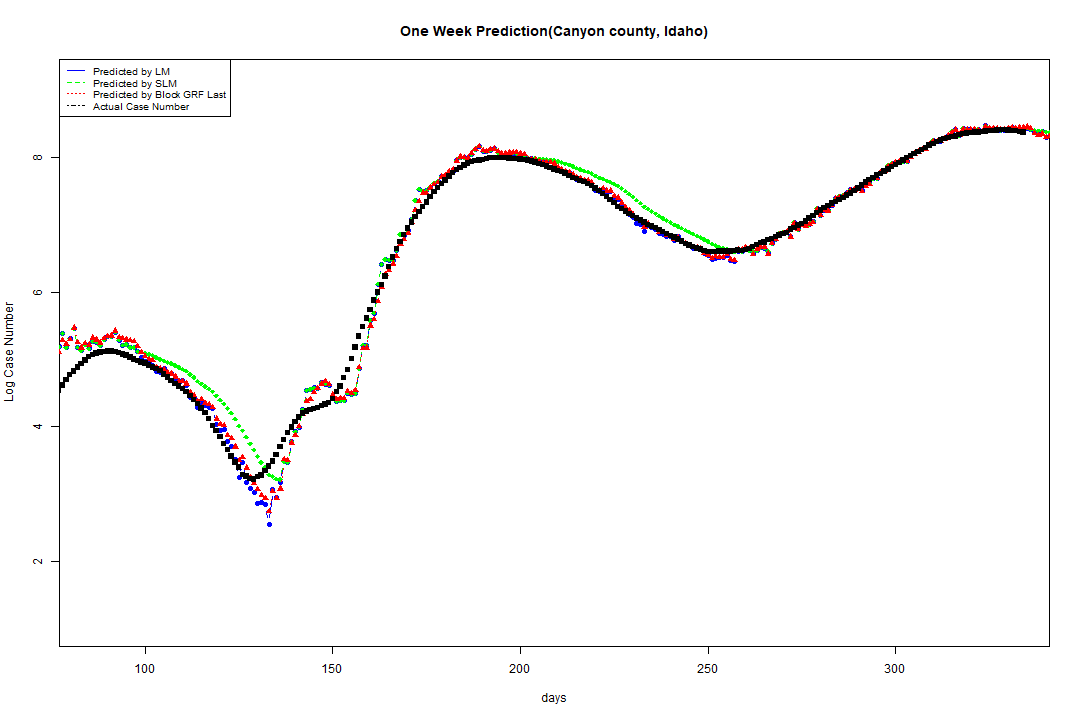 One Week Prediction(Canyon county, Idaho)
Predicted by LM
Predicted by SLM
Predicted by Block GRF Last
Actual Case Number
Log Case Number
8
6
4
2
100 150 200 250 300
days